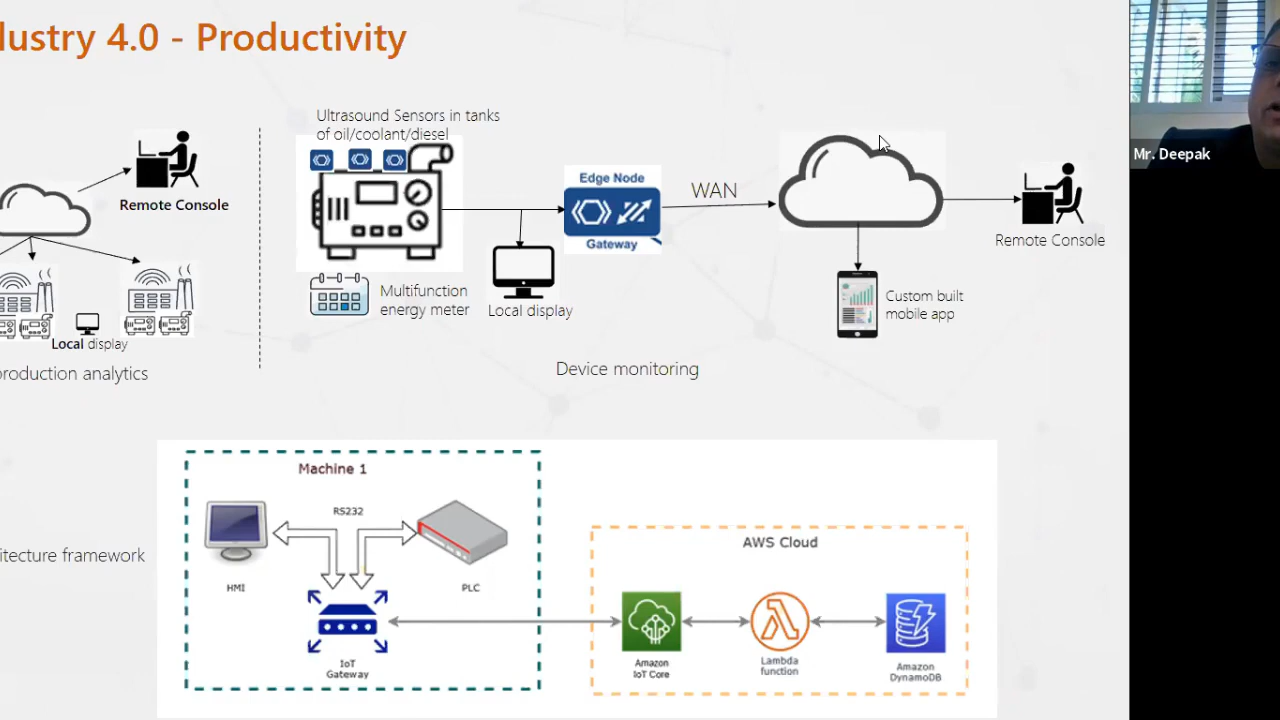 lustry 4.0 - Productivity
Mr. Deepak
Remote Console
Local display
production analytics
Ultrasound Sensors in tanks
of oil/coolant/diesel
Multifunction
energy meter
Local display
Edge Node
Gateway
WAN
Remote Console
Custom built
mobile app
Device monitoring
itecture framework
Machine 1
RS232
HMI
PLC
IoT
Gateway
AWS Cloud
Amazon
IoT Core
Lambda
function
Amazon
DynamoDB